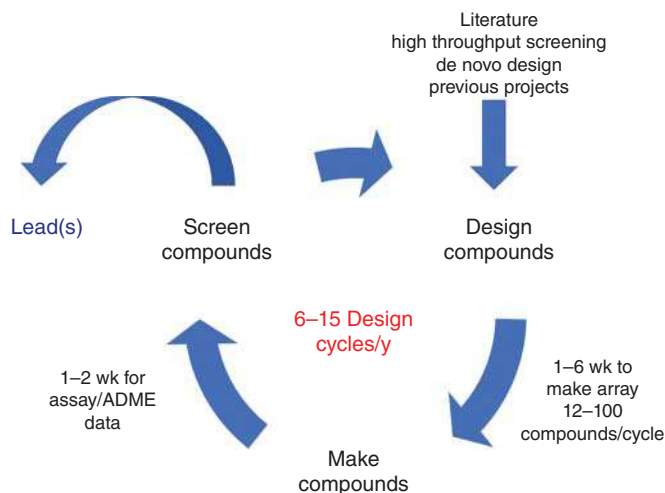 Literature
high throughput screening
de novo design
previous projects
Lead(s)
Screen
compounds
Design
compounds
6–15 Design
cycles/y
1–2 wk for
assay/ADME
data
1–6 wk to
make array
12–100
compounds/cycle
Make
compounds